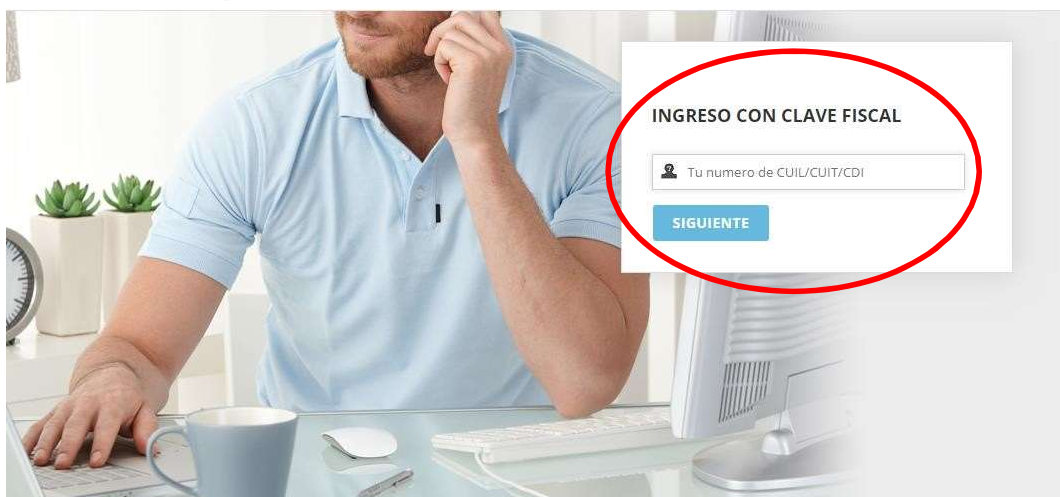 INGRESO CON CLAVE FISCAL
Tu numero de CUIL/CUIT/CDI
SIGUIENTE